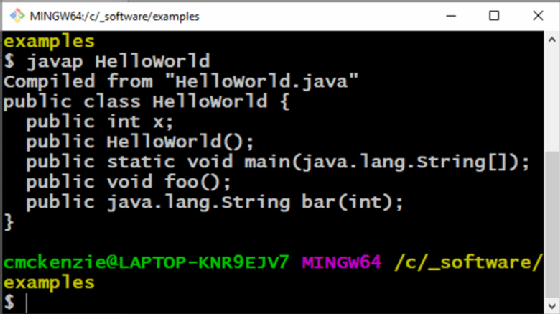 MINGW64:/c/_software/examples
examples
$ javap HelloWorld
Compiled from "HelloWorld.java"
public class HelloWorld {
  public int x;
  public HelloWorld();
  public static void main(java.lang.String[]);
  public void foo();
  public java.lang.String bar(int);
}
cmckenzie@LAPTOP-KNR9EJV7 MINGW64 /c/_software/
examples
$